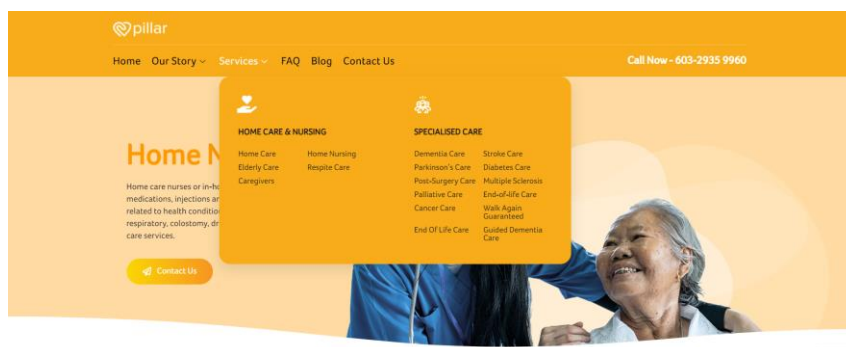 pillar
Home Our Story Services FAQ Blog Contact Us
Call Now - 603-2935 9960
HOME CARE & NURSING
Home Care Home Nursing
Elderly Care Respite Care
Caregivers
SPECIALISED CARE
Dementia Care Stroke Care
Parkinson's Care Diabetes Care
Post-Surgery Care Multiple Sclerosis
Palliative Care End-of-life Care
Cancer Care Walk Again
Guaranteed
End Of Life Care Guided Dementia
Care
Home N
Home care nurses or in-h
medications, injections ar
related to health conditio
respiratory, colostomy, dr
care services.
Contact Us